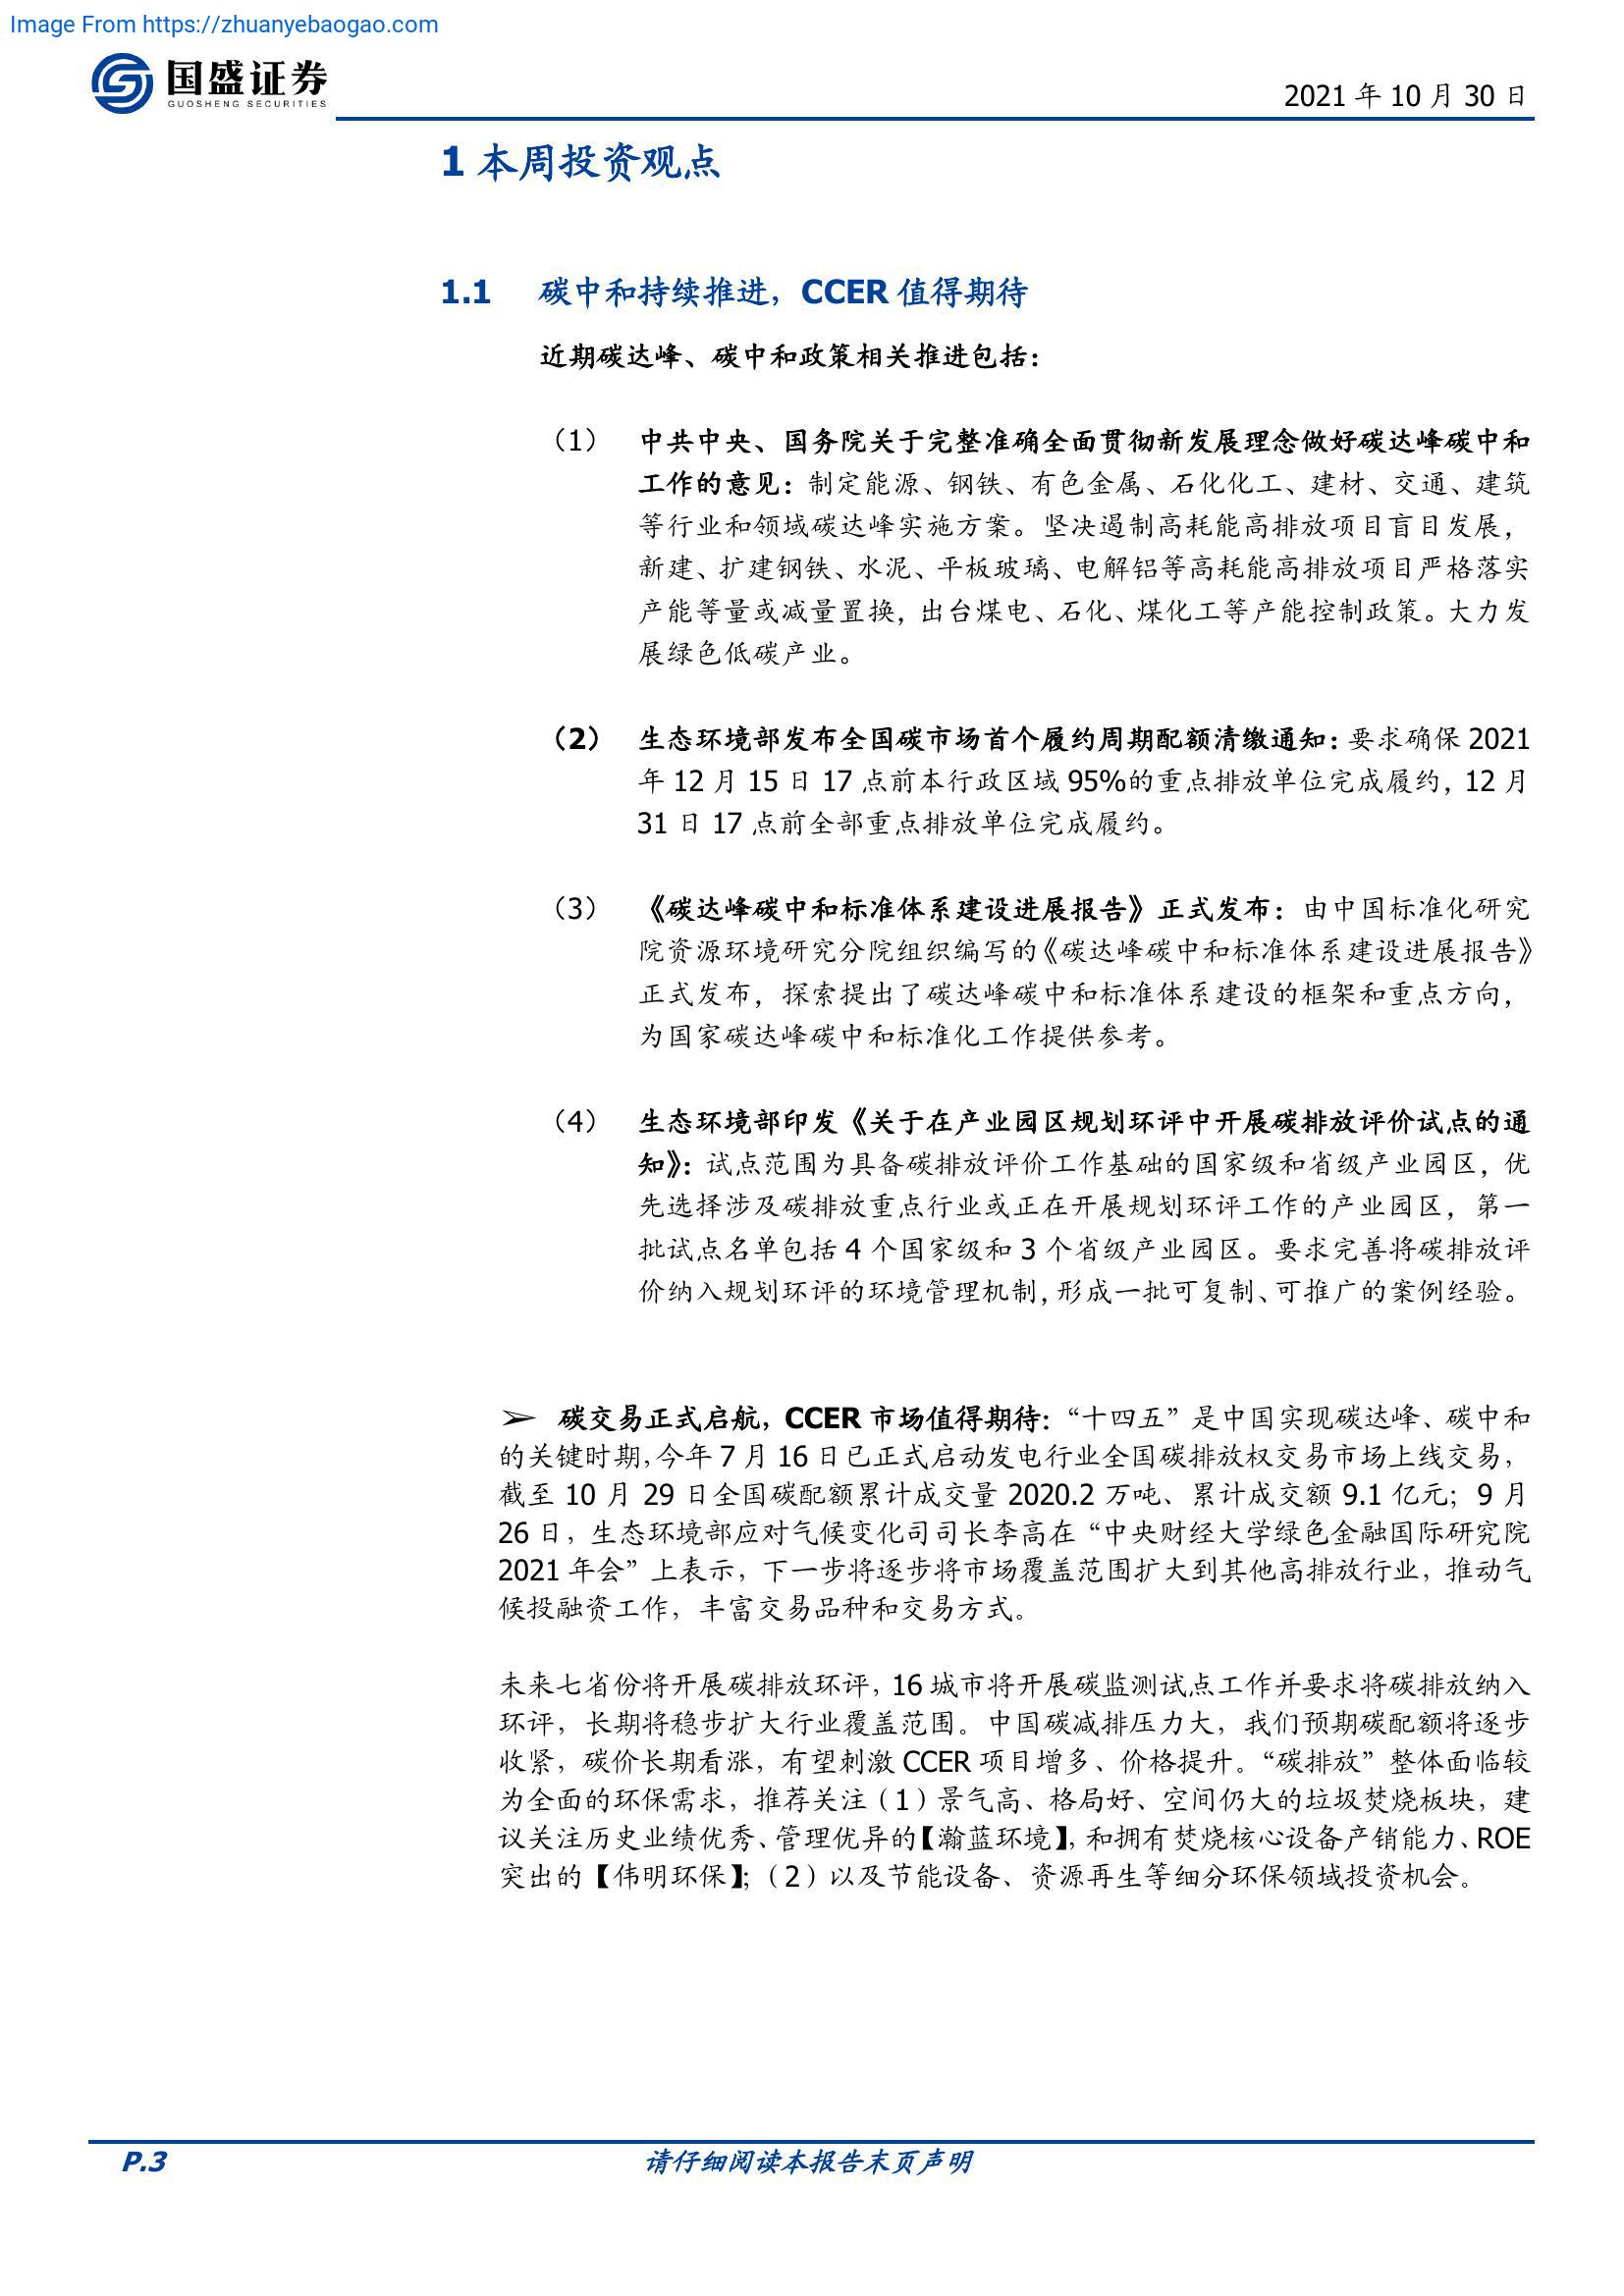 Image From https://zhuanyebaogao.com
国盛证券
GUOSHENG SECURITIES
2021 年 10 月 30 日
1 本周投资观点
1.1 碳中和持续推进，CCER 值得期待
近期碳达峰、碳中和政策相关推进包括：
（1） 中共中央、国务院关于完整准确全面贯彻新发展理念做好碳达峰碳中和
工作的意见：制定能源、钢铁、有色金属、石化化工、建材、交通、建筑
等行业和领域碳达峰实施方案。坚决遏制高耗能高排放项目盲目发展，
新建、扩建钢铁、水泥、平板玻璃、电解铝等高耗能高排放项目严格落实
产能等量或减量置换，出台煤电、石化、煤化工等产能控制政策。大力发
展绿色低碳产业。
（2） 生态环境部发布全国碳市场首个履约周期配额清缴通知：要求确保 2021
年 12 月 15 日 17 点前本行政区域 95%的重点排放单位完成履约，12 月
31 日 17 点前全部重点排放单位完成履约。
（3） 《碳达峰碳中和标准体系建设进展报告》正式发布：由中国标准化研究
院资源环境研究分院组织编写的《碳达峰碳中和标准体系建设进展报告》
正式发布，探索提出了碳达峰碳中和标准体系建设的框架和重点方向，
为国家碳达峰碳中和标准化工作提供参考。
（4） 生态环境部印发《关于在产业园区规划环评中开展碳排放评价试点的通
知》：试点范围为具备碳排放评价工作基础的国家级和省级产业园区，优
先选择涉及碳排放重点行业或正在开展规划环评工作的产业园区，第一
批试点名单包括 4 个国家级和 3 个省级产业园区。要求完善将碳排放评
价纳入规划环评的环境管理机制，形成一批可复制、可推广的案例经验。
➢ 碳交易正式启航，CCER 市场值得期待：“十四五”是中国实现碳达峰、碳中和
的关键时期，今年 7 月 16 日已正式启动发电行业全国碳排放权交易市场上线交易，
截至 10 月 29 日全国碳配额累计成交量 2020.2 万吨、累计成交额 9.1 亿元；9 月
26 日，生态环境部应对气候变化司司长李高在“中央财经大学绿色金融国际研究院
2021 年会”上表示，下一步将逐步将市场覆盖范围扩大到其他高排放行业，推动气
候投融资工作，丰富交易品种和交易方式。
未来七省份将开展碳排放环评，16 城市将开展碳监测试点工作并要求将碳排放纳入
环评，长期将稳步扩大行业覆盖范围。中国碳减排压力大，我们预期碳配额将逐步
收紧，碳价长期看涨，有望刺激 CCER 项目增多、价格提升。“碳排放”整体面临较
为全面的环保需求，推荐关注（1）景气高、格局好、空间仍大的垃圾焚烧板块，建
议关注历史业绩优秀、管理优异的【瀚蓝环境】，和拥有焚烧核心设备产销能力、ROE
突出的【伟明环保】；（2）以及节能设备、资源再生等细分环保领域投资机会。
P.3
请仔细阅读本报告末页声明